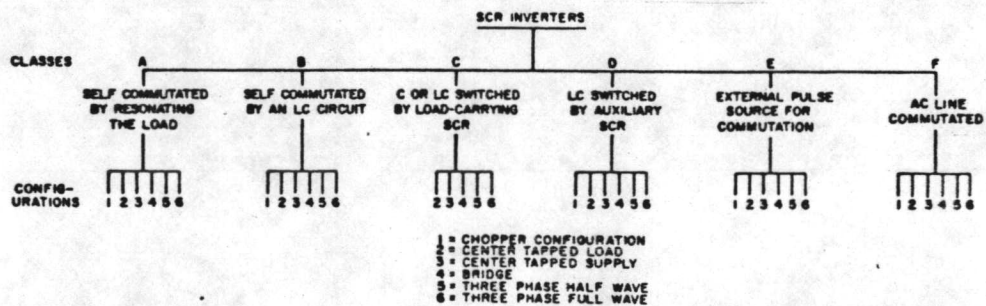 SCR INVERTERS
CLASSES A B C D E F
SELF COMMUTATED
BY RESONATING
THE LOAD
SELF COMMUTATED
BY AN LC CIRCUIT
C OR LC SWITCHED
BY LOAD-CARRYING
SCR
LC SWITCHED
BY AUXILIARY
SCR
EXTERNAL PULSE
SOURCE FOR
COMMUTATION
AC LINE
COMMUTATED
CONFIG-
URATIONS
1 2 3 4 5 6
1 2 3 4 5 6
2 3 4 5 6
1 2 3 4 5 6
1 2 3 4 5 6
1 2 3 4 5 6
1 = CHOPPER CONFIGURATION
2 = CENTER TAPPED LOAD
3 = CENTER TAPPED SUPPLY
4 = BRIDGE
5 = THREE PHASE HALF WAVE
6 = THREE PHASE FULL WAVE